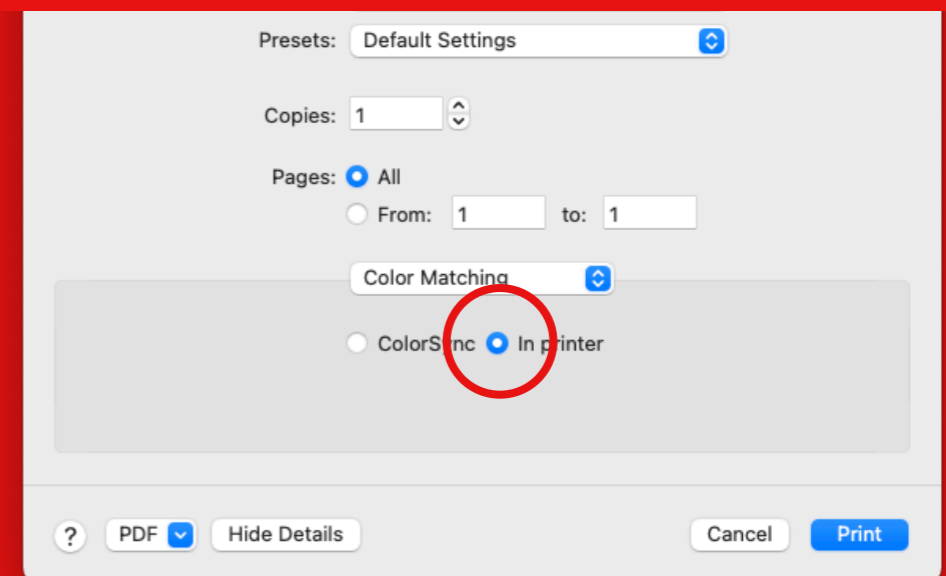 Presets: Default Settings
Copies: 1
Pages: All
From: 1 to: 1
Color Matching
ColorSync In printer
? PDF Hide Details Cancel Print